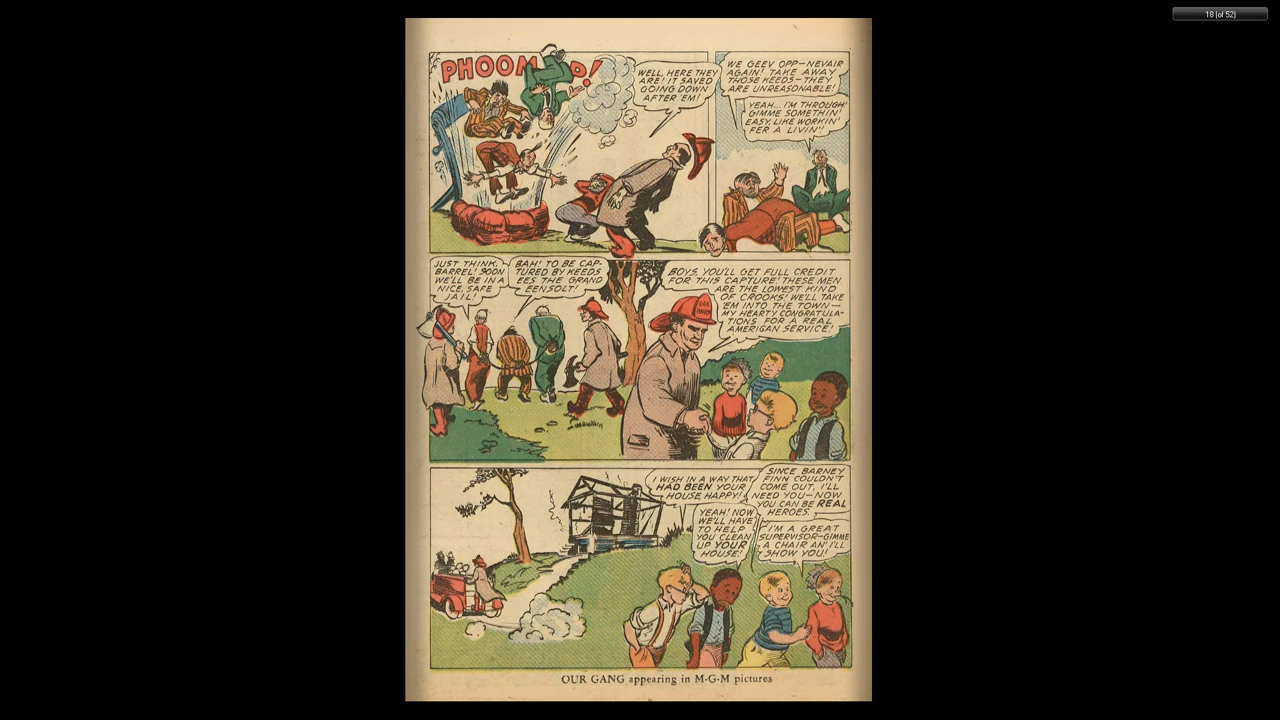 18 (of 52)
PHOOM P!
WELL, HERE THEY
ARE! IT SAVED
GOING DOWN
AFTER 'EM!
WE GEEV OPP—NEVAIR
AGAIN! TAKE AWAY
THOSE KEEDS—THEY
ARE UNREASONABLE!
YEAH... I'M THROUGH!
GIMME SOMETHIN'
EASY, LIKE WORKIN'
FER A LIVIN'!
JUST THINK,
BARREL! SOON
WE'LL BE IN A
NICE, SAFE
JAIL!
BAH! TO BE CAP-
TURED BY KEEDS
EES THE GRAND
EENSOLT!
BOYS, YOU'LL GET FULL CREDIT
FOR THIS CAPTURE! THESE MEN
ARE THE LOWEST KIND
OF CROOKS! WE'LL TAKE
'EM INTO THE TOWN—
MY HEARTY CONGRATULA-
TIONS FOR A REAL
AMERICAN SERVICE!
I WISH IN A WAY THAT
HAD BEEN YOUR
HOUSE, HAPPY!
YEAH! NOW
WE'LL HAVE
TO HELP
YOU CLEAN
UP YOUR
HOUSE!
SINCE BARNEY
FINN COULDN'T
COME OUT, I'LL
NEED YOU—NOW
YOU CAN BE REAL
HEROES.
I'M A GREAT
SUPERVISOR—GIMME
A CHAIR AN' I'LL
SHOW YOU!
OUR GANG appearing in M-G-M pictures